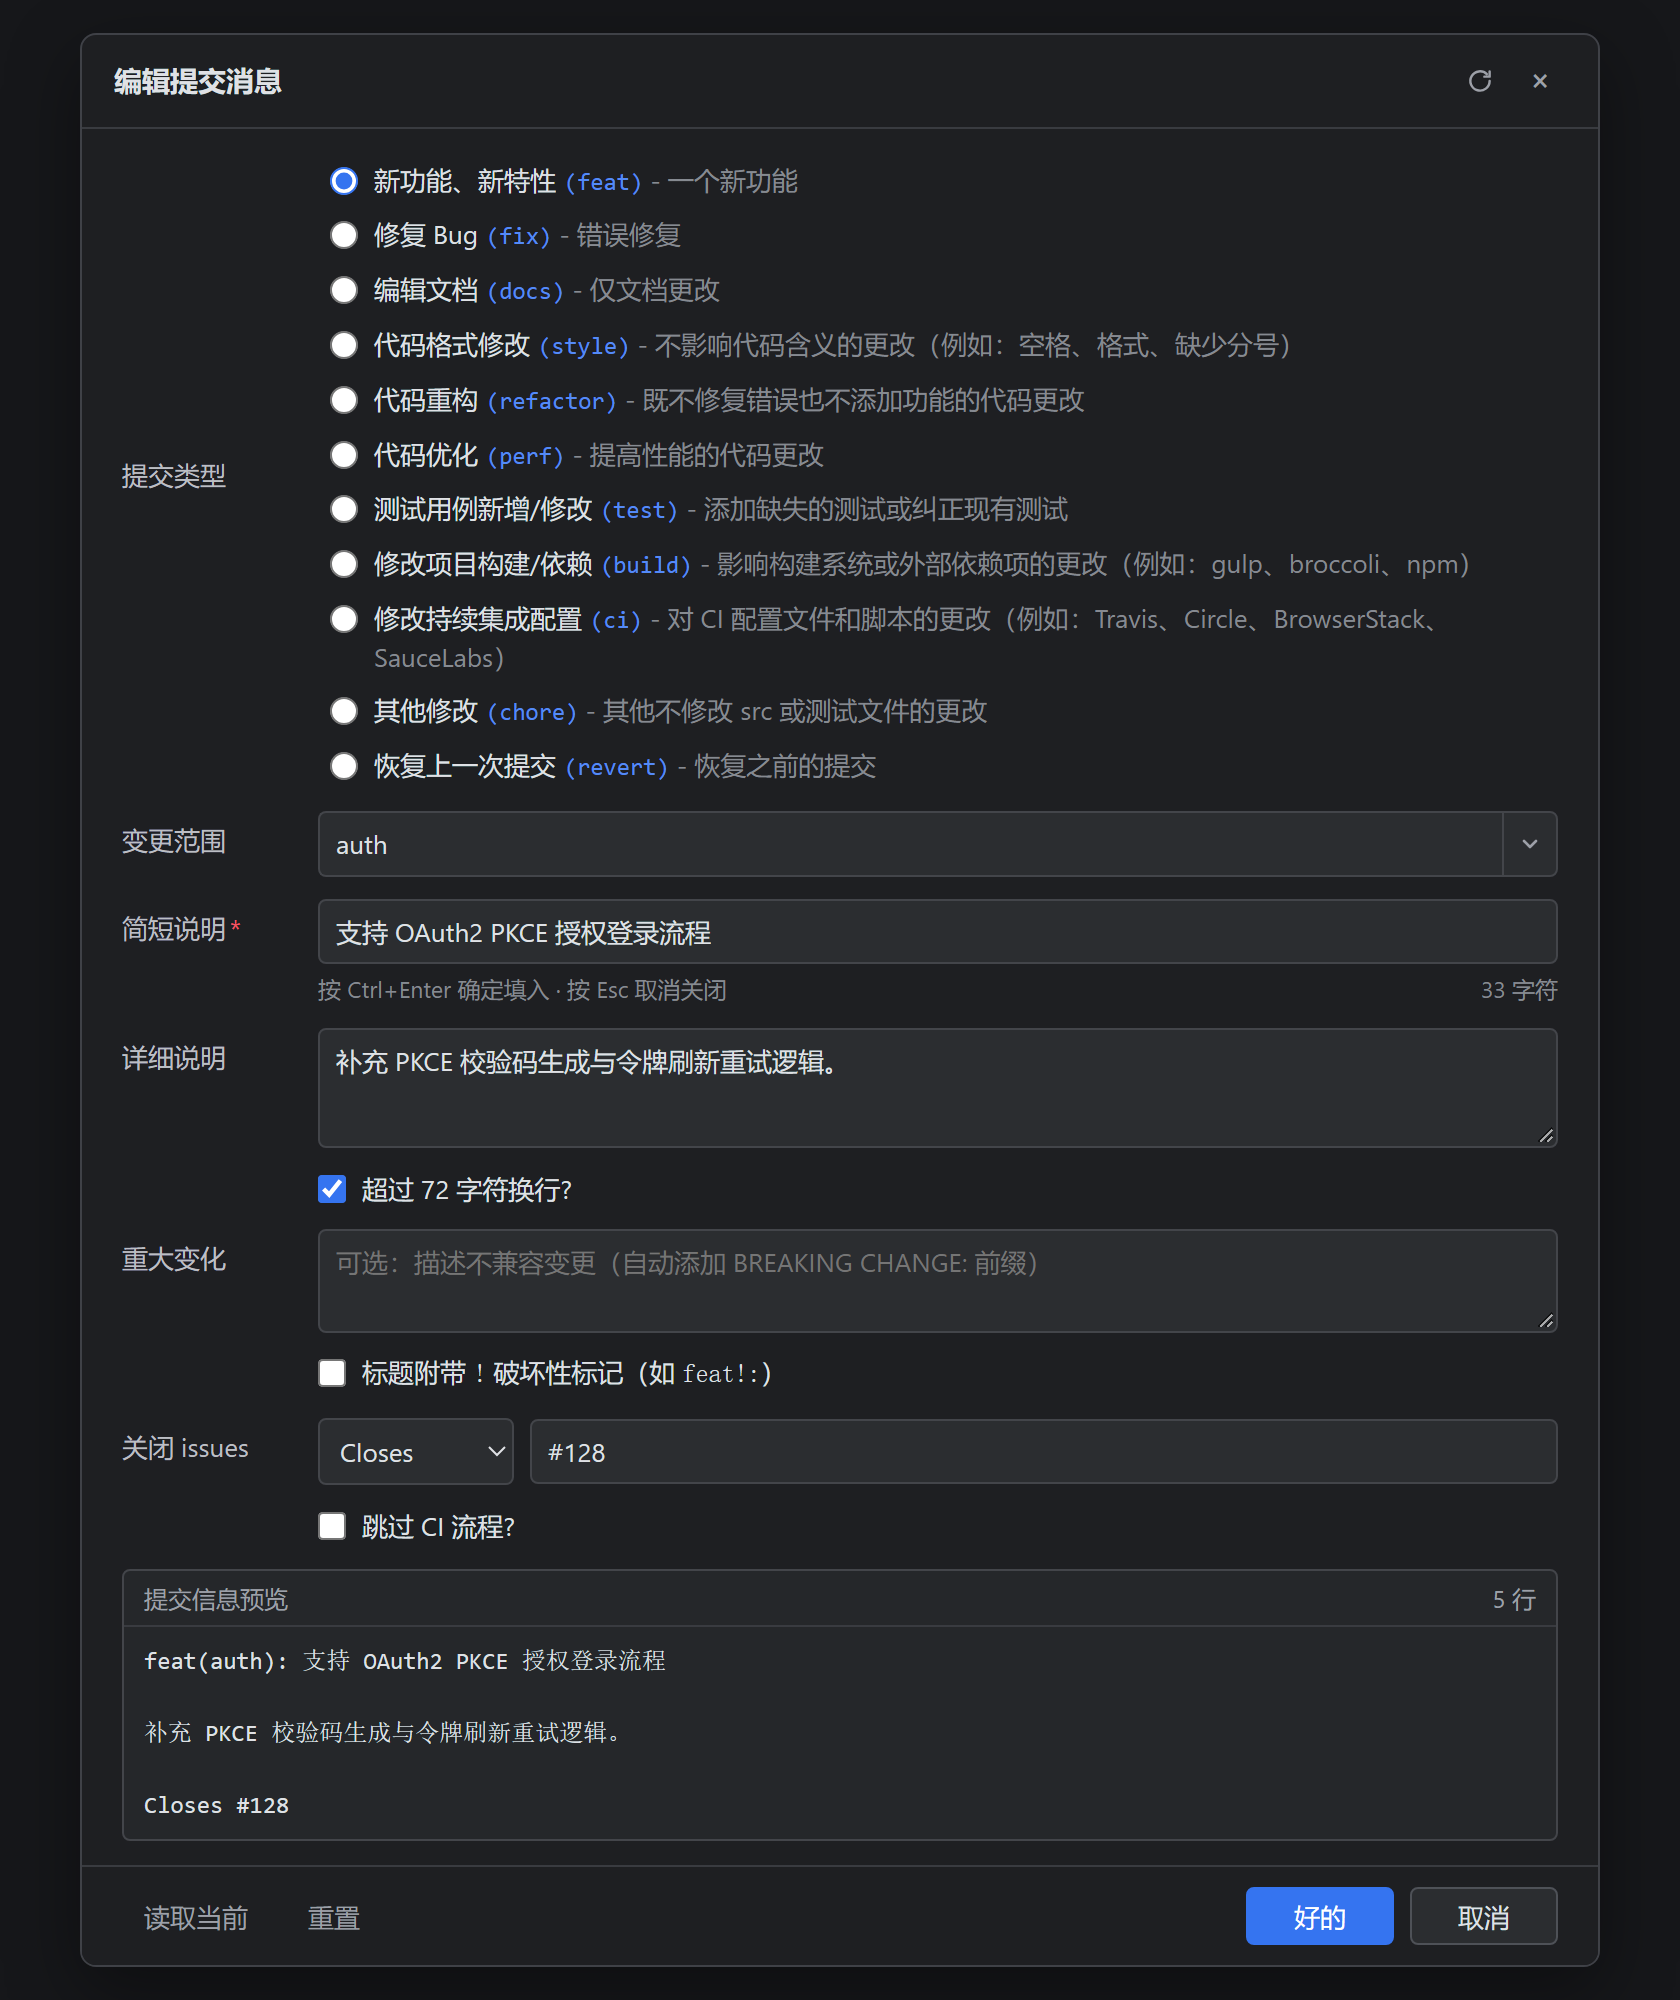 编辑提交消息
提交类型
新功能、新特性 (feat) - 一个新功能
修复 Bug (fix) - 错误修复
编辑文档 (docs) - 仅文档更改
代码格式修改 (style) - 不影响代码含义的更改（例如：空格、格式、缺少分号）
代码重构 (refactor) - 既不修复错误也不添加功能的代码更改
代码优化 (perf) - 提高性能的代码更改
测试用例新增/修改 (test) - 添加缺失的测试或纠正现有测试
修改项目构建/依赖 (build) - 影响构建系统或外部依赖项的更改（例如：gulp、broccoli、npm）
修改持续集成配置 (ci) - 对 CI 配置文件和脚本的更改（例如：Travis、Circle、BrowserStack、
SauceLabs）
其他修改 (chore) - 其他不修改 src 或测试文件的更改
恢复上一次提交 (revert) - 恢复之前的提交
变更范围
auth
简短说明*
支持 OAuth2 PKCE 授权登录流程
按 Ctrl+Enter 确定填入 · 按 Esc 取消关闭
33 字符
详细说明
补充 PKCE 校验码生成与令牌刷新重试逻辑。
超过 72 字符换行?
重大变化
可选：描述不兼容变更（自动添加 BREAKING CHANGE: 前缀）
标题附带 ! 破坏性标记（如 feat!:）
关闭 issues
Closes
#128
跳过 CI 流程?
提交信息预览
5 行
feat(auth): 支持 OAuth2 PKCE 授权登录流程
补充 PKCE 校验码生成与令牌刷新重试逻辑。
Closes #128
读取当前
重置
好的
取消